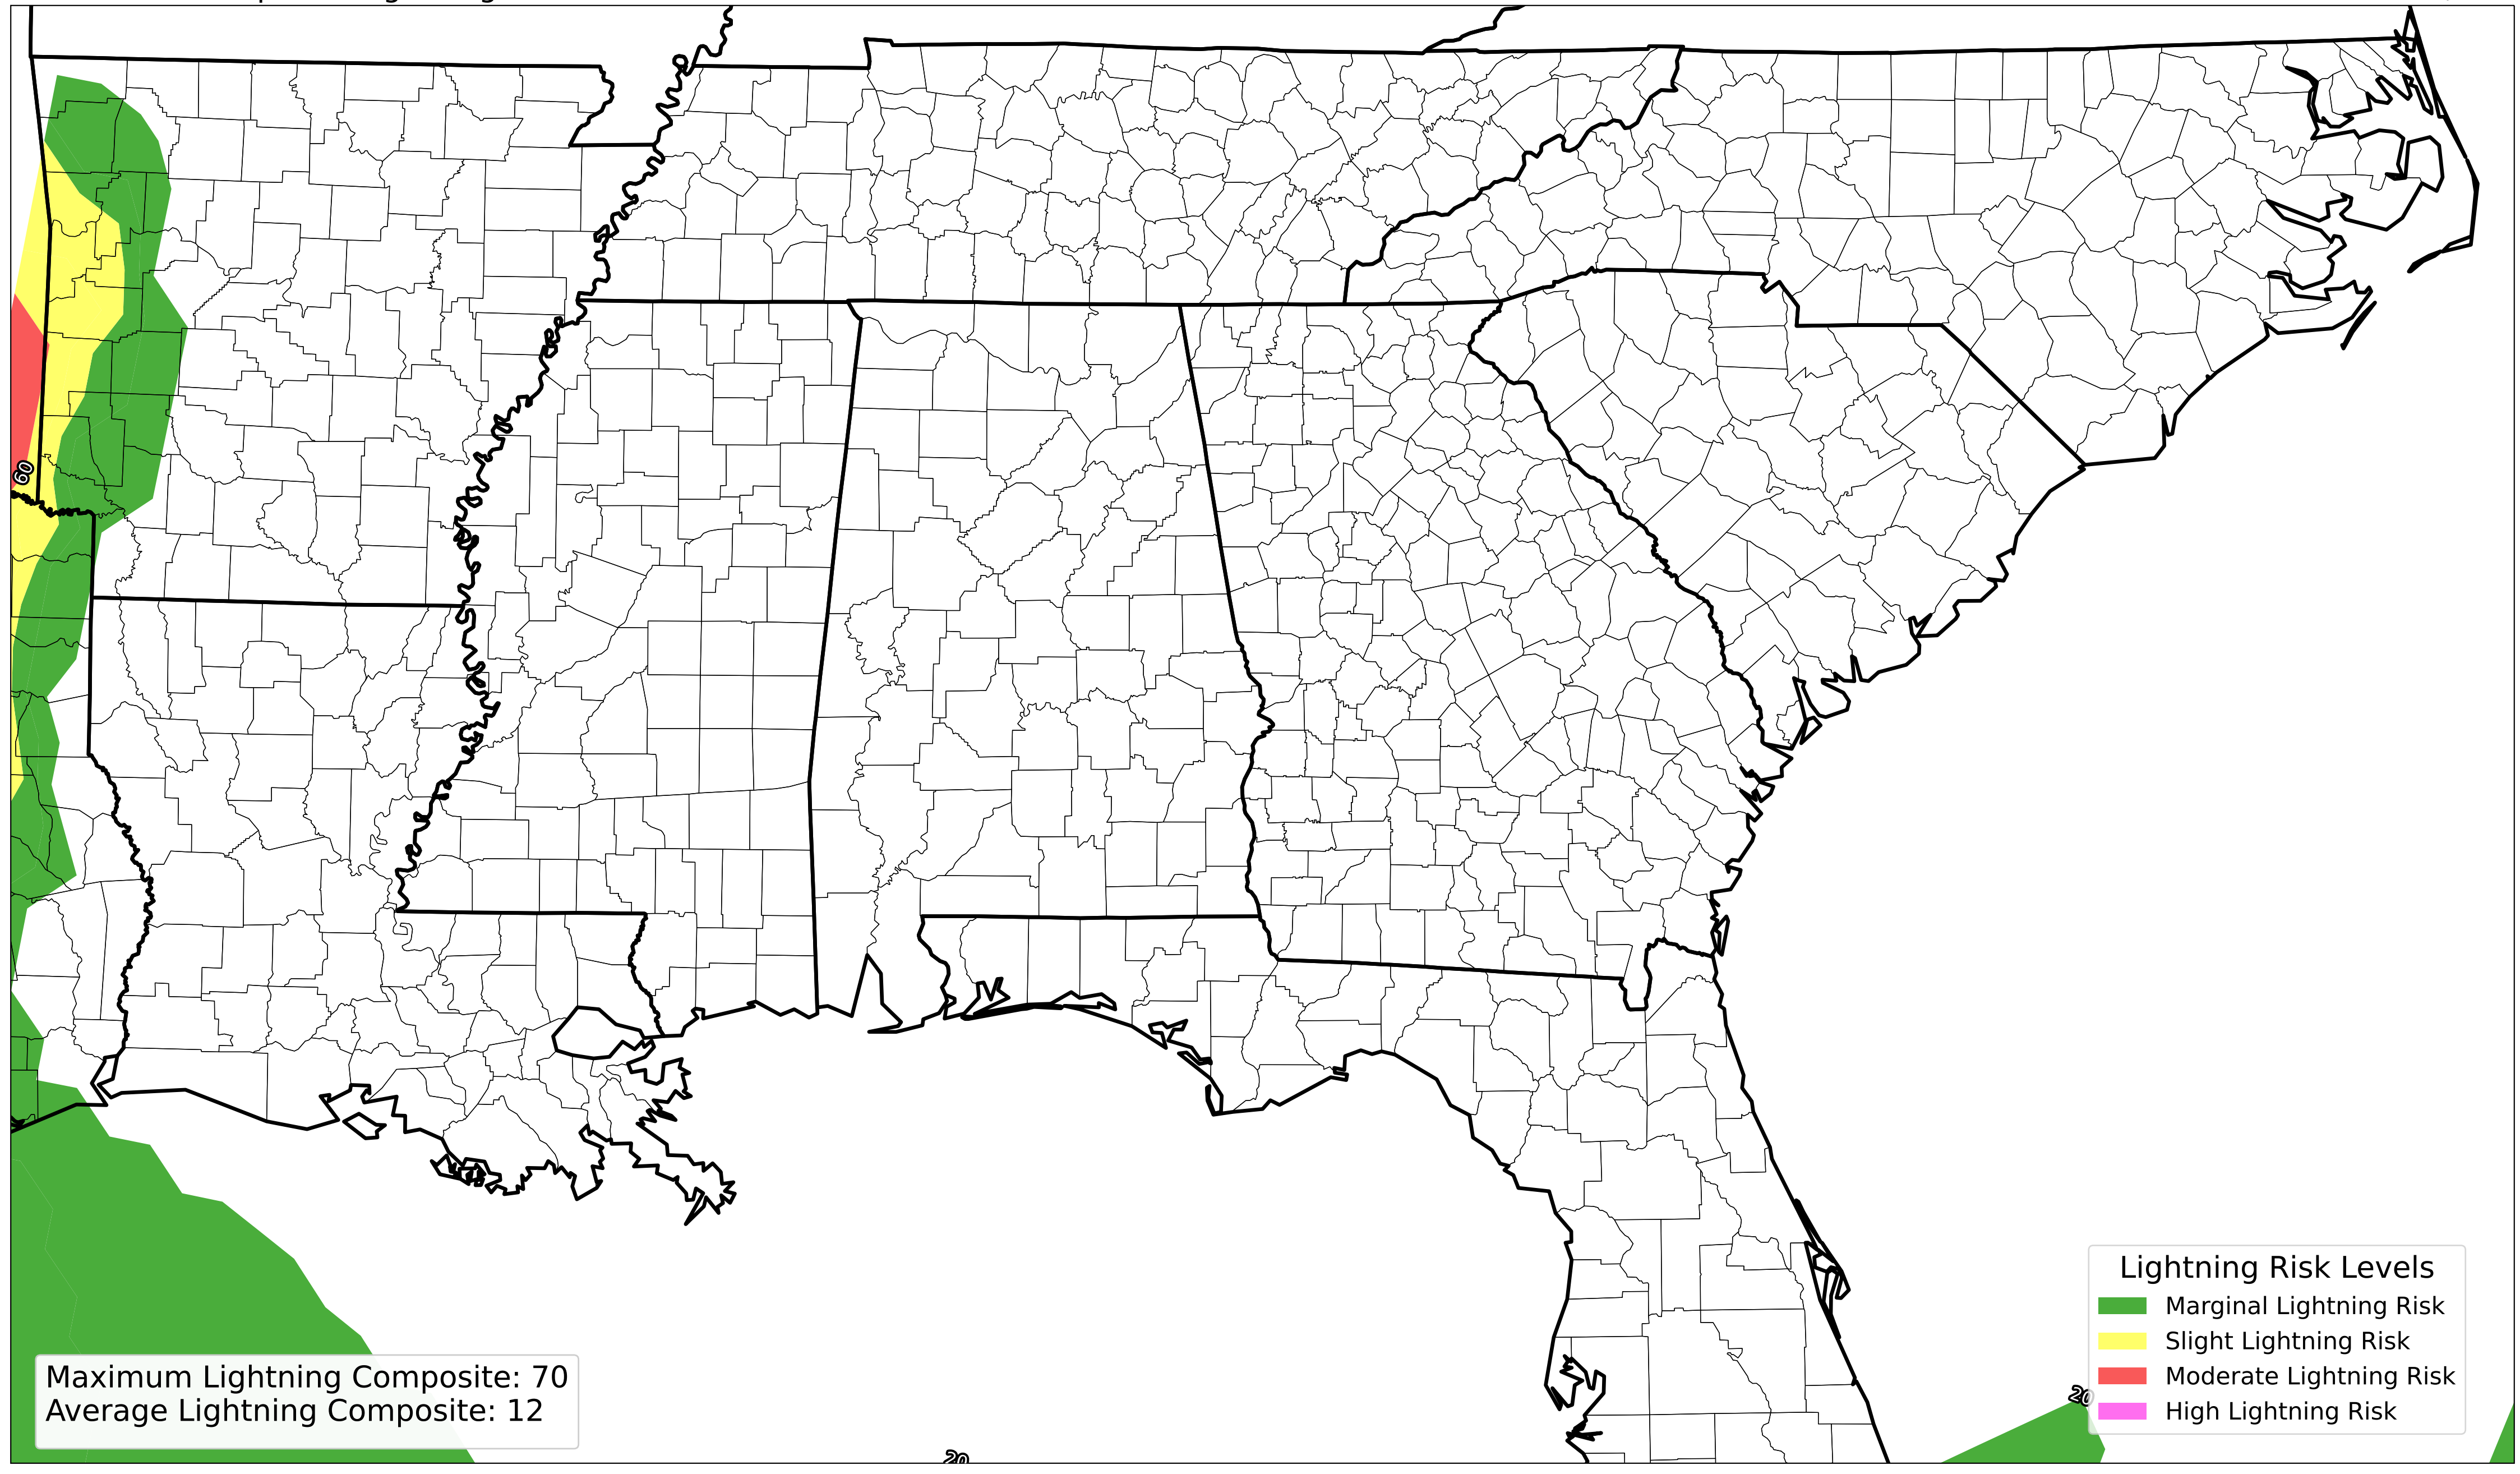 60
Maximum Lightning Composite: 70
Average Lightning Composite: 12
20
20
Lightning Risk Levels
Marginal Lightning Risk
Slight Lightning Risk
Moderate Lightning Risk
High Lightning Risk